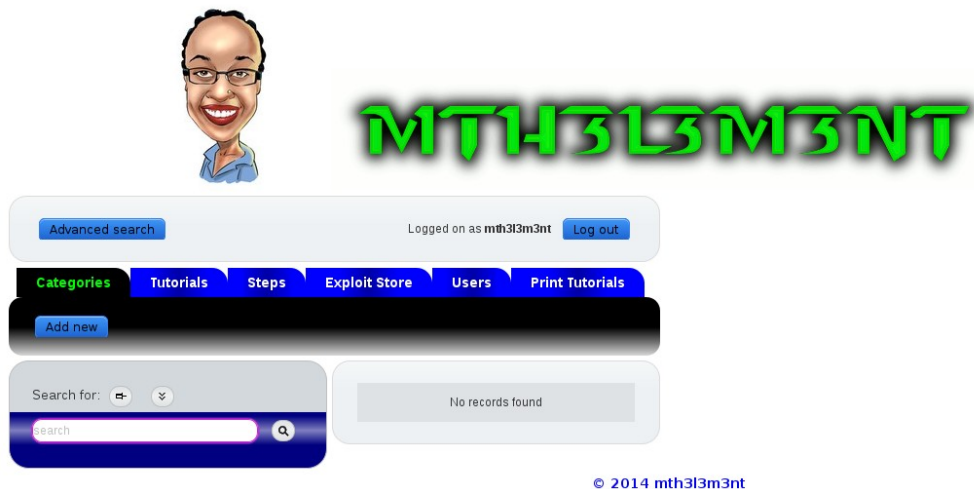 MTH3L3M3NT
Advanced search
Logged on as mth3l3m3nt
Log out
Categories
Tutorials
Steps
Exploit Store
Users
Print Tutorials
Add new
Search for:
search
No records found
© 2014 mth3l3m3nt